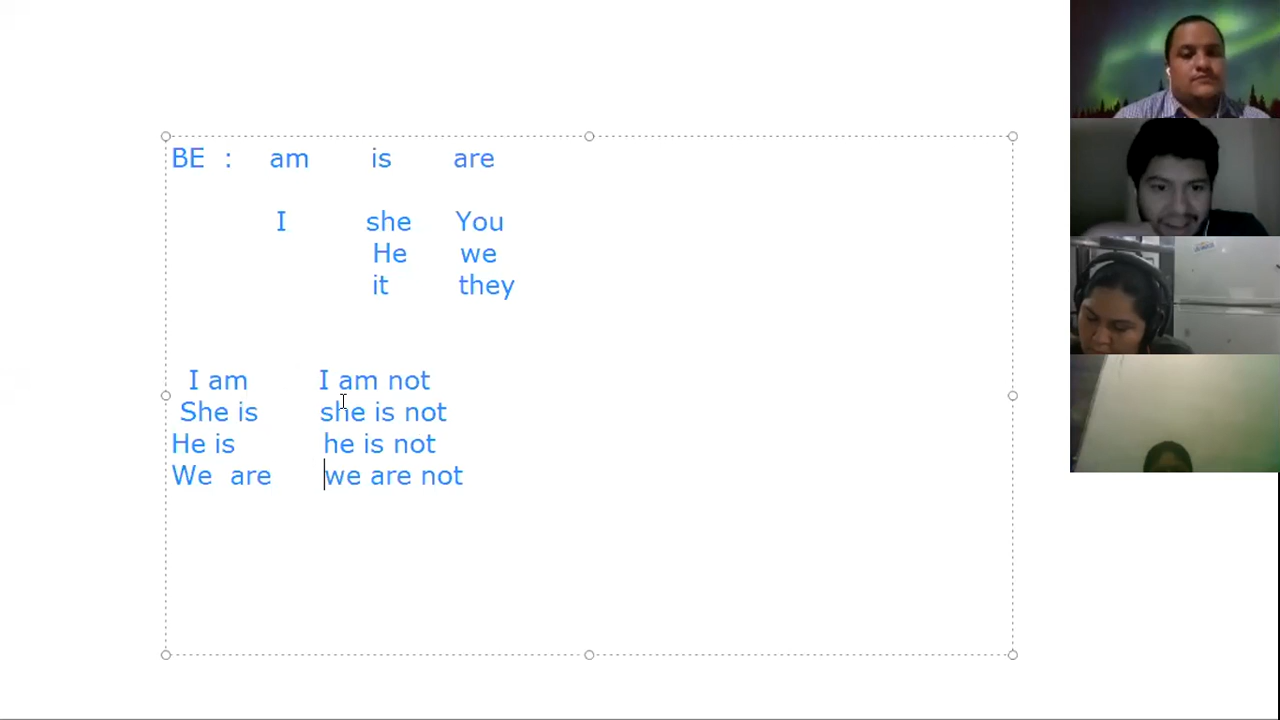 BE : am is are
I she You
He we
it they
I am I am not
She is she is not
He is he is not
We are we are not